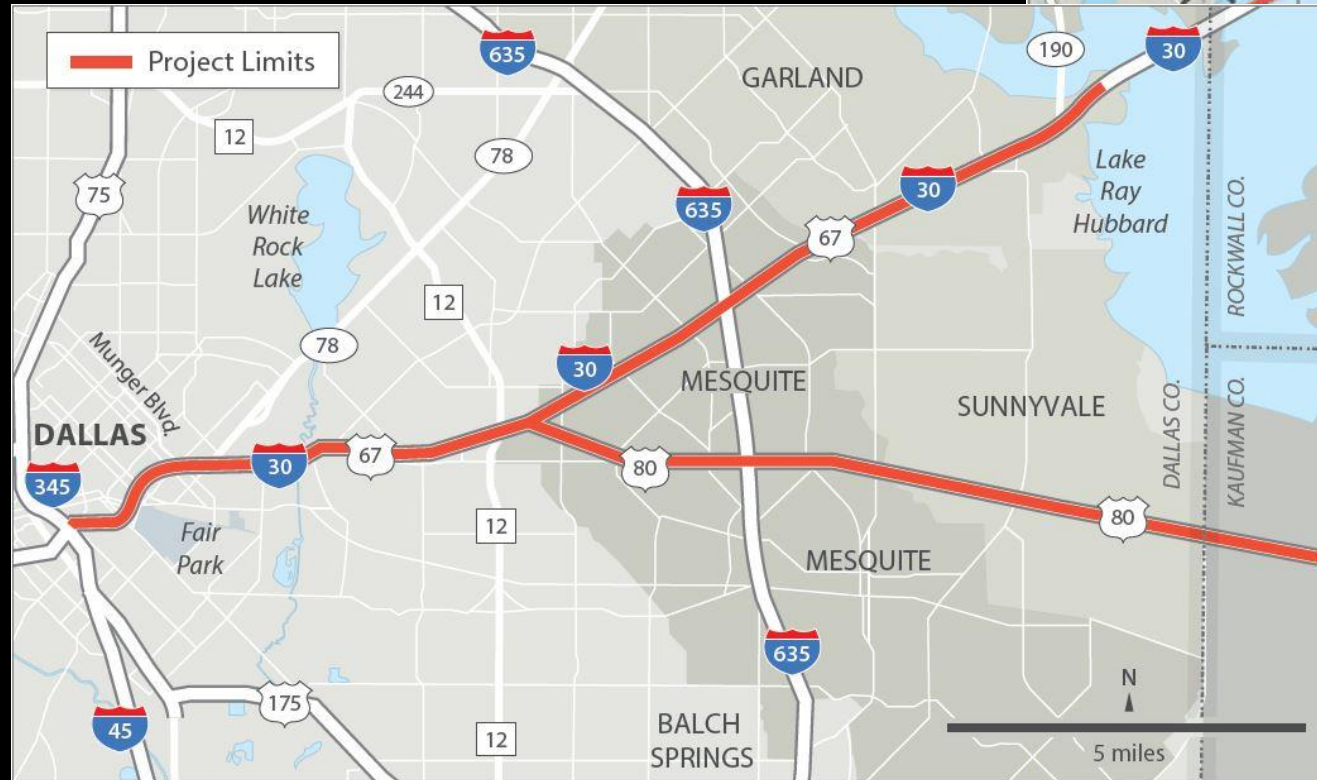 Project Limits
635
190
30
GARLAND
244
12
78
75
White
Rock
Lake
635
30
67
Lake
Ray
Hubbard
ROCKWALL CO.
12
78
Munger Blvd.
30
MESQUITE
SUNNYVALE
DALLAS
30
67
80
345
DALLAS CO.
KAUFMAN CO.
80
12
Fair
Park
MESQUITE
635
175
45
12
BALCH
SPRINGS
N
5 miles